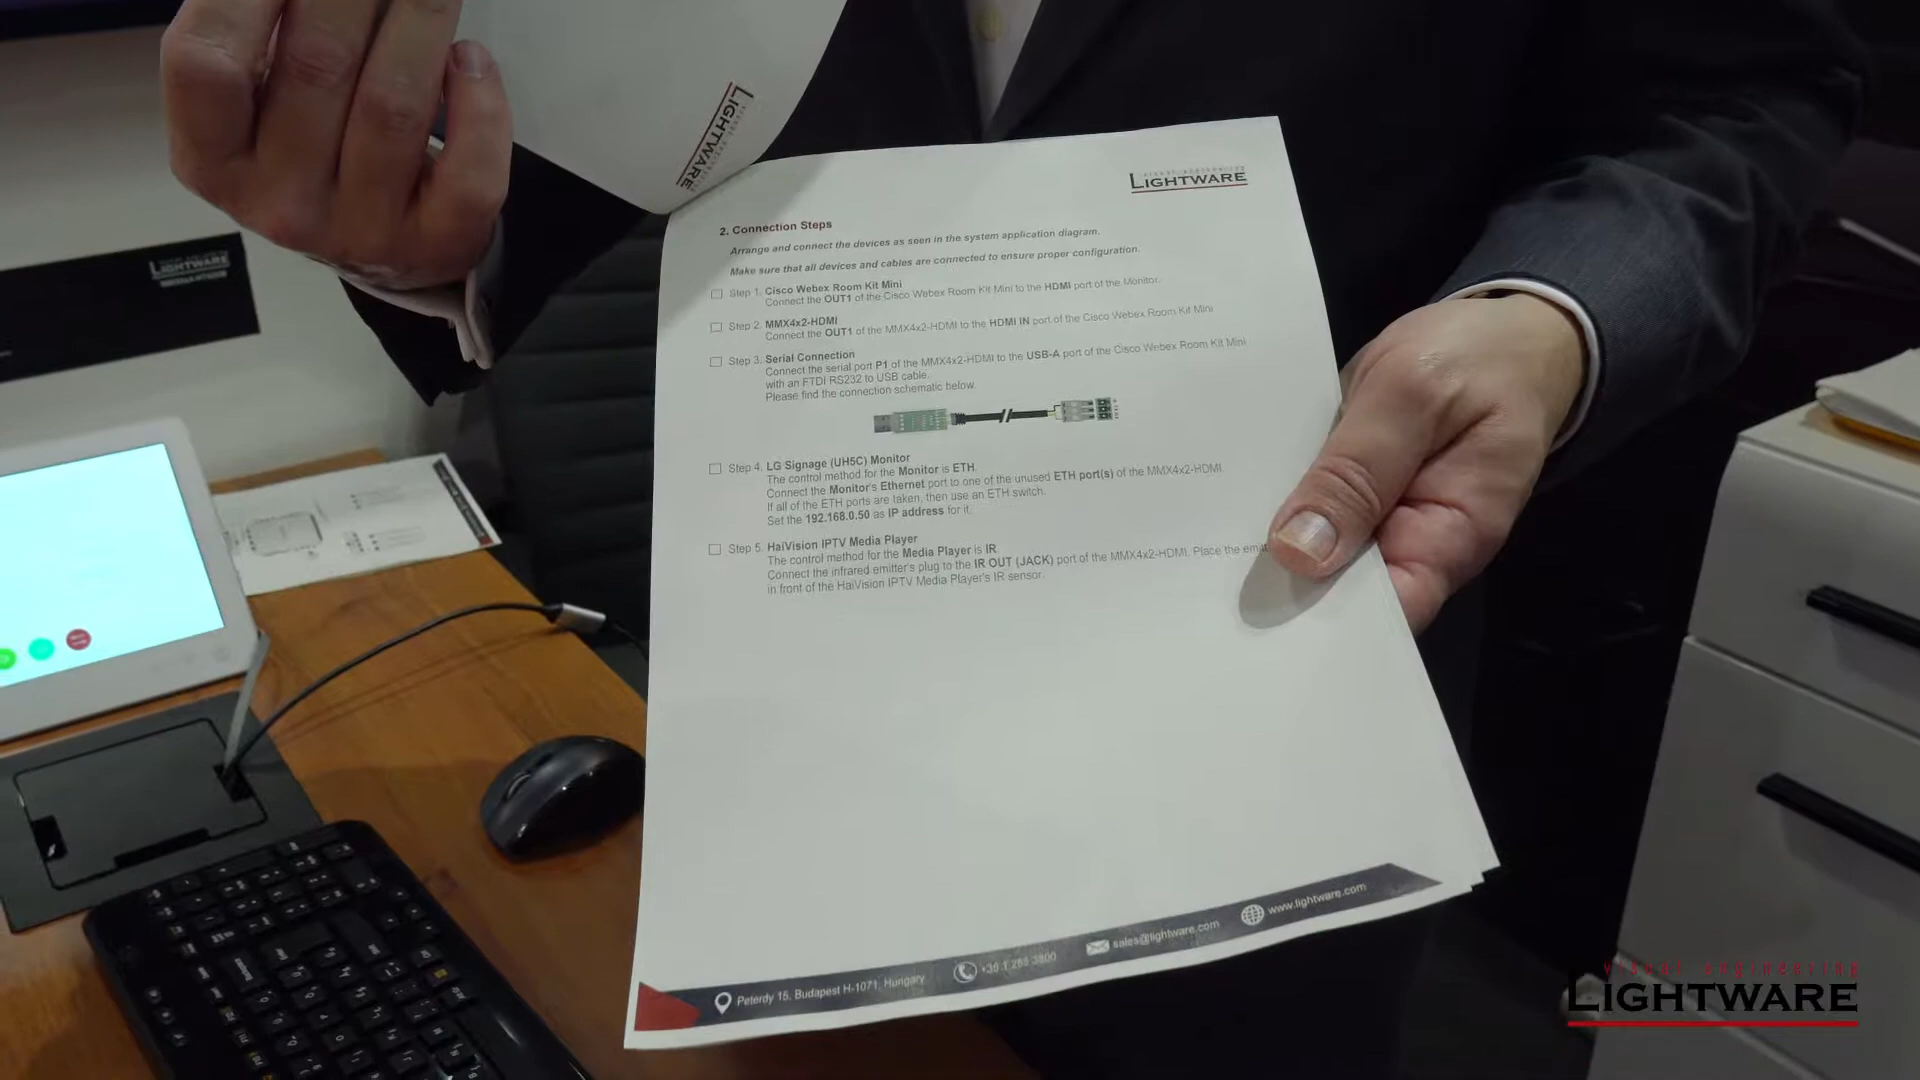 LIGHTWARE
visual engineering
LIGHTWARE
LIGHTWARE
2. Connection Steps
Arrange and connect the devices as seen in the system application diagram.
Make sure that all devices and cables are connected to ensure proper configuration.
Step 1. Cisco Webex Room Kit Mini
Connect the OUT1 of the Cisco Webex Room Kit Mini to the HDMI port of the Monitor.
Step 2. MMX4x2-HDMI
Connect the OUT1 of the MMX4x2-HDMI to the HDMI IN port of the Cisco Webex Room Kit Mini
Step 3. Serial Connection
Connect the serial port P1 of the MMX4x2-HDMI to the USB-A port of the Cisco Webex Room Kit Mini
with an FTDI RS232 to USB cable.
Please find the connection schematic below.
Step 4. LG Signage (UH5C) Monitor
The control method for the Monitor is ETH.
Connect the Monitor's Ethernet port to one of the unused ETH port(s) of the MMX4x2-HDMI.
If all of the ETH ports are taken, then use an ETH switch.
Set the 192.168.0.50 as IP address for it.
Step 5. HaiVision IPTV Media Player
The control method for the Media Player is IR.
Connect the infrared emitter's plug to the IR OUT (JACK) port of the MMX4x2-HDMI. Place the emit
in front of the HaiVision IPTV Media Player's IR sensor.
Peterdy 15. Budapest H-1071, Hungary
+36 1 255 3800
sales@lightware.com
www.lightware.com
visual engineering
LIGHTWARE